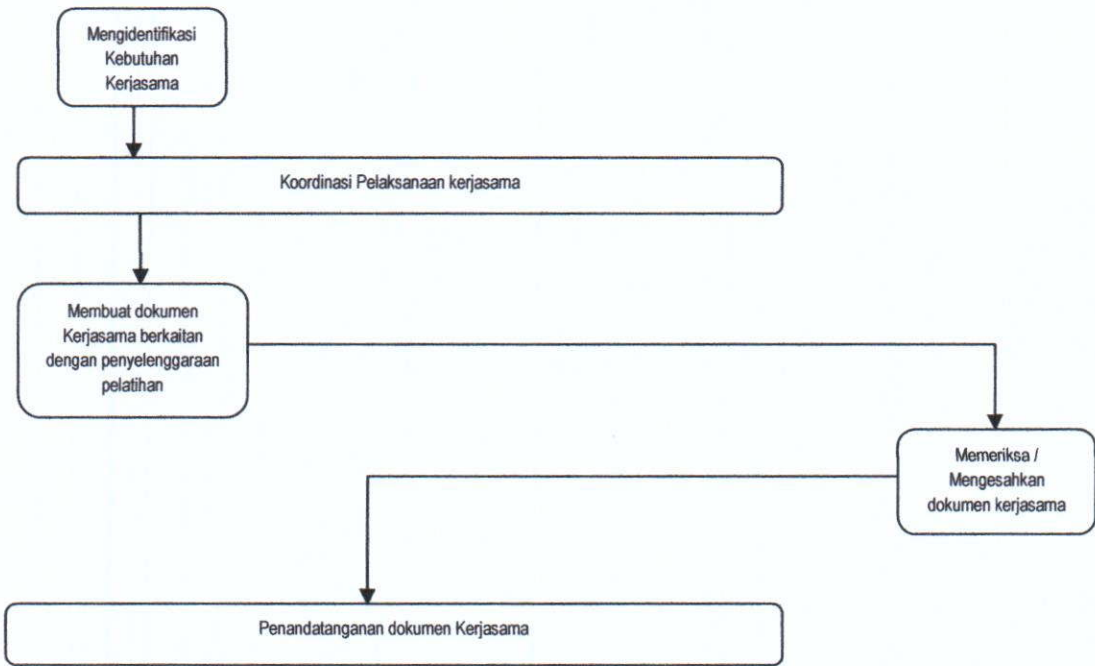 Mengidentifikasi
Kebutuhan
Kerjasama
Koordinasi Pelaksanaan kerjasama
Membuat dokumen
Kerjasama berkaitan
dengan penyelenggaraan
pelatihan
Memeriksa /
Mengesahkan
dokumen kerjasama
Penandatanganan dokumen Kerjasama